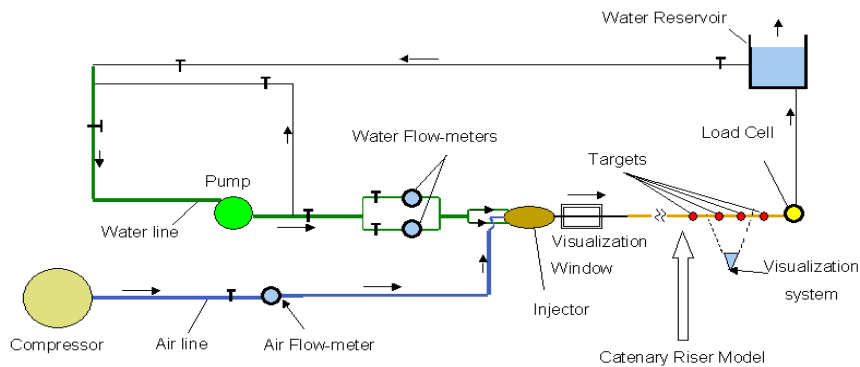 Water Reservoir
Water Flow-meters
Load Cell
Targets
Pump
Water line
Visualization
Window
Visualization
system
Injector
Compressor
Air line
Air Flow-meter
Catenary Riser Model